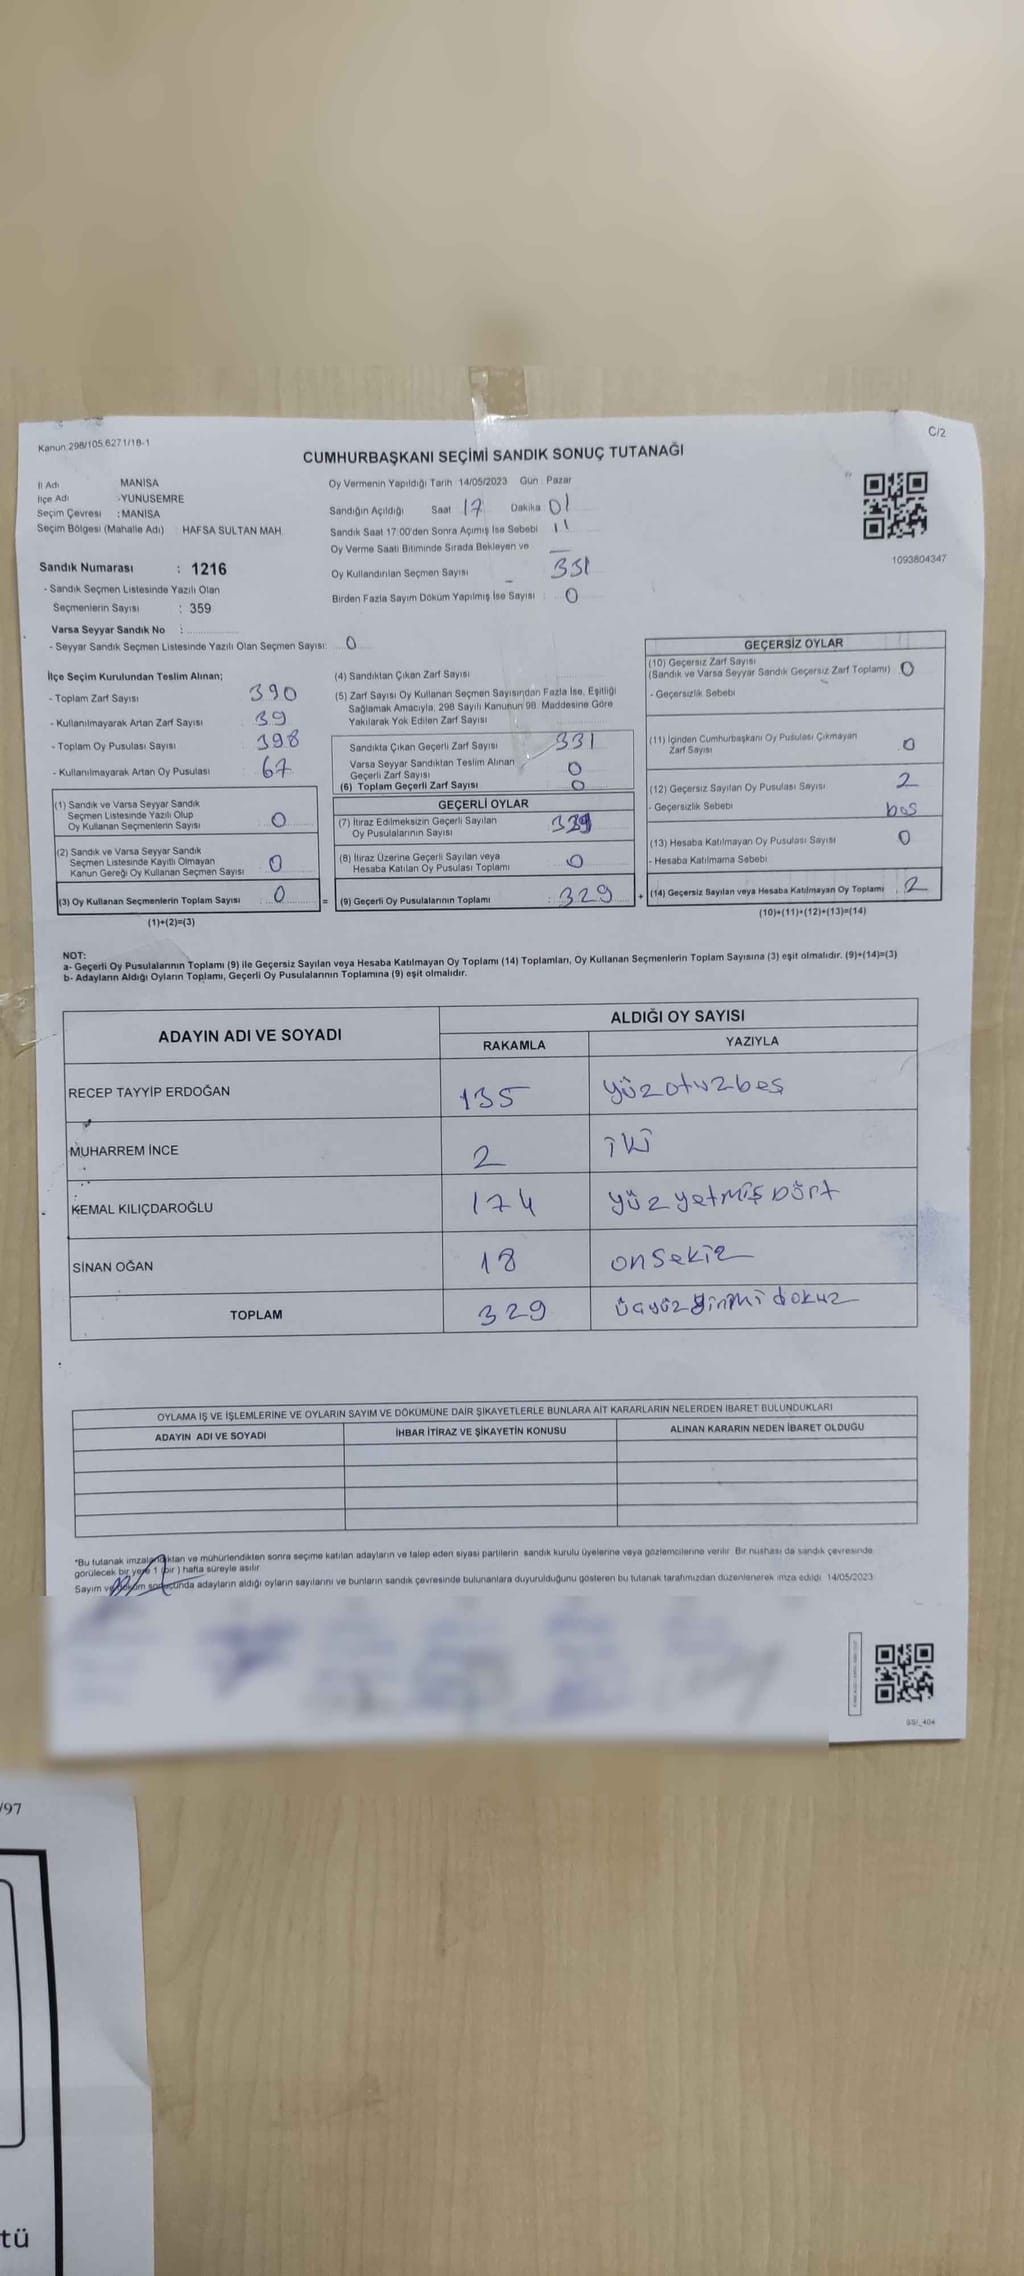 Kanun 298/105,6271/18-1
C/2
CUMHURBAŞKANI SEÇİMİ SANDIK SONUÇ TUTANAĞI
İl Adı MANİSA
İlçe Adı :YUNUSEMRE
Seçim Çevresi : MANİSA
Seçim Bölgesi (Mahalle Adı) : HAFSA SULTAN MAH.
Sandık Numarası : 1216
- Sandık Seçmen Listesinde Yazılı Olan
Seçmenlerin Sayısı : 359
Varsa Seyyar Sandık No :
- Seyyar Sandık Seçmen Listesinde Yazılı Olan Seçmen Sayısı: 0
Oy Vermenin Yapıldığı Tarih 14/05/2023 Gün : Pazar
Sandığın Açıldığı Saat 17 Dakika 01
Sandık Saat 17:00'den Sonra Açımış İse Sebebi 11
Oy Verme Saati Bitiminde Sırada Bekleyen ve
Oy Kullandırılan Seçmen Sayısı 331
Birden Fazla Sayım Döküm Yapılmış İse Sayısı : 0
1093804347
İlçe Seçim Kurulundan Teslim Alınan;
- Toplam Zarf Sayısı 390
- Kullanılmayarak Artan Zarf Sayısı 39
- Toplam Oy Pusulası Sayısı 398
- Kullanılmayarak Artan Oy Pusulası 67
(1) Sandık ve Varsa Seyyar Sandık
Seçmen Listesinde Yazılı Olup
Oy Kullanan Seçmenlerin Sayısı 0
(2) Sandık ve Varsa Seyyar Sandık
Seçmen Listesinde Kayıtlı Olmayan
Kanun Gereği Oy Kullanan Seçmen Sayısı 0
(3) Oy Kullanan Seçmenlerin Toplam Sayısı : 0
(1)+(2)=(3)
(4) Sandıktan Çıkan Zarf Sayısı
(5) Zarf Sayısı Oy Kullanan Seçmen Sayısından Fazla İse, Eşitliği
Sağlamak Amacıyla, 298 Sayılı Kanunun 98. Maddesine Göre
Yakılarak Yok Edilen Zarf Sayısı
Sandıkta Çıkan Geçerli Zarf Sayısı 331
Varsa Seyyar Sandıktan Teslim Alınan
Geçerli Zarf Sayısı 0
(6) Toplam Geçerli Zarf Sayısı 0
GEÇERLİ OYLAR
(7) İtiraz Edilmeksizin Geçerli Sayılan
Oy Pusulalarının Sayısı 329
(8) İtiraz Üzerine Geçerli Sayılan veya
Hesaba Katılan Oy Pusulası Toplamı 0
= (9) Geçerli Oy Pusulalarının Toplamı : 329 +
GEÇERSİZ OYLAR
(10) Geçersiz Zarf Sayısı
(Sandık ve Varsa Seyyar Sandık Geçersiz Zarf Toplamı) 0
- Geçersizlik Sebebi
(11) İçinden Cumhurbaşkanı Oy Pusulası Çıkmayan
Zarf Sayısı 0
(12) Geçersiz Sayılan Oy Pusulası Sayısı 2
- Geçersizlik Sebebi boş
(13) Hesaba Katılmayan Oy Pusulası Sayısı 0
- Hesaba Katılmama Sebebi
(14) Geçersiz Sayılan veya Hesaba Katılmayan Oy Toplamı 2
(10)+(11)+(12)+(13)=(14)
NOT:
a- Geçerli Oy Pusulalarının Toplamı (9) ile Geçersiz Sayılan veya Hesaba Katılmayan Oy Toplamı (14) Toplamları, Oy Kullanan Seçmenlerin Toplam Sayısına (3) eşit olmalıdır. (9)+(14)=(3)
b- Adayların Aldığı Oyların Toplamı, Geçerli Oy Pusulalarının Toplamına (9) eşit olmalıdır.
ADAYIN ADI VE SOYADI ALDIĞI OY SAYISI
RAKAMLA YAZIYLA
RECEP TAYYİP ERDOĞAN 135 yüzotuzbeş
MUHARREM İNCE 2 iki
KEMAL KILIÇDAROĞLU 174 yüzyetmişdört
SİNAN OĞAN 18 onsekiz
TOPLAM 329 üçyüzyirmidokuz
OYLAMA İŞ VE İŞLEMLERİNE VE OYLARIN SAYIM VE DÖKÜMÜNE DAİR ŞİKAYETLERLE BUNLARA AİT KARARLARIN NELERDEN İBARET BULUNDUKLARI
ADAYIN ADI VE SOYADI İHBAR İTİRAZ VE ŞİKAYETİN KONUSU ALINAN KARARIN NEDEN İBARET OLDUĞU
*Bu tutanak imzalandıktan ve mühürlendikten sonra seçime katılan adayların ve talep eden siyasi partilerin sandık kurulu üyelerine veya gözlemcilerine verilir. Bir nüshası da sandık çevresinde
görülecek bir yere 1 (bir) hafta süreyle asılır.
Sayım ve döküm sonucunda adayların aldığı oyların sayılarını ve bunların sandık çevresinde bulunanlara duyurulduğunu gösteren bu tutanak tarafımızdan düzenlenerek imza edildi. 14/05/2023
SSI_404
/97
tü